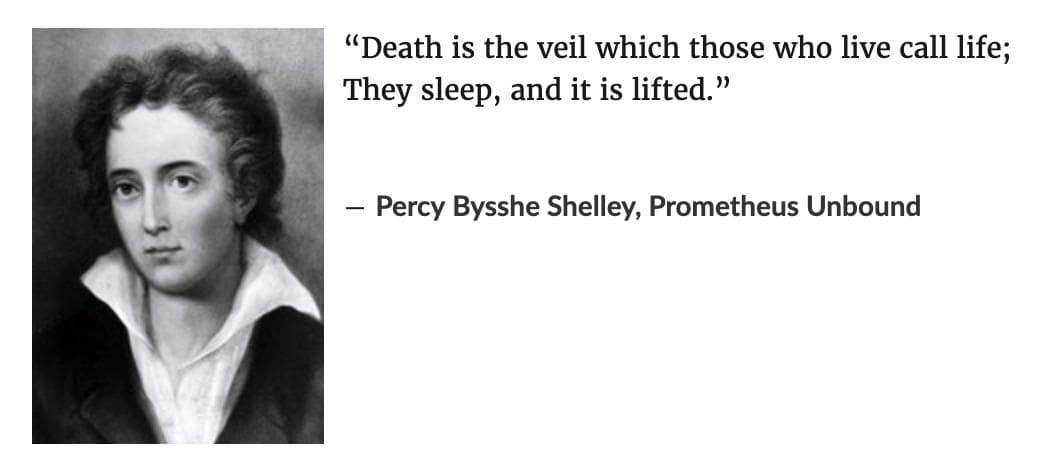 “Death is the veil which those who live call life;
They sleep, and it is lifted.”
— Percy Bysshe Shelley, Prometheus Unbound